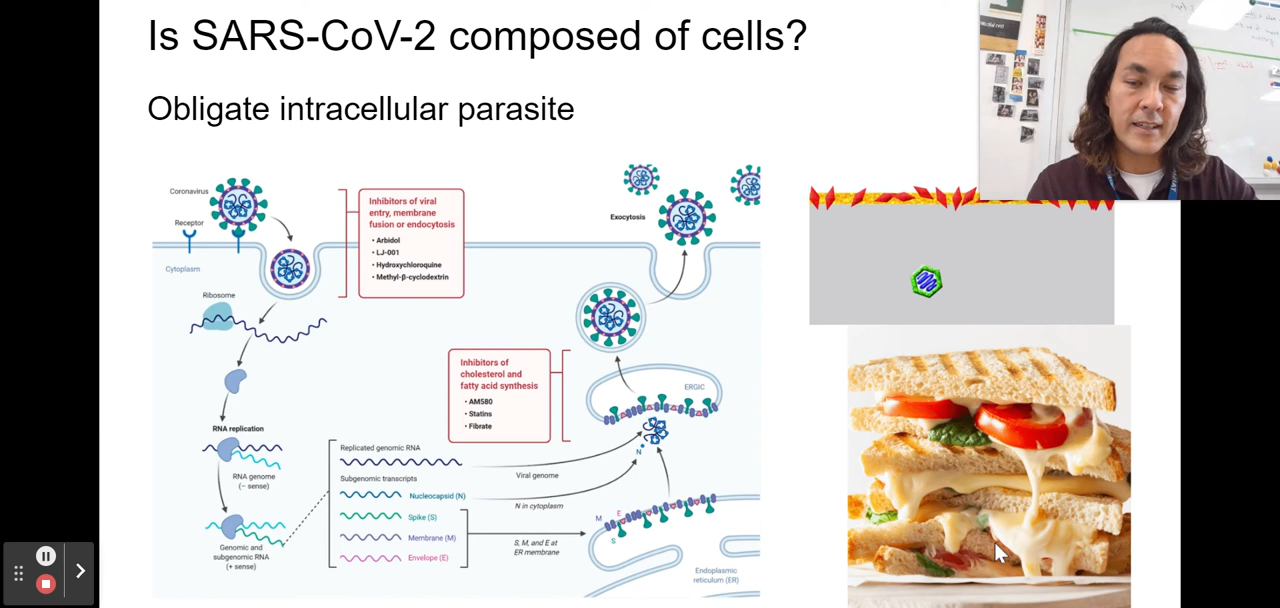 Is SARS-CoV-2 composed of cells?
Obligate intracellular parasite
Coronavirus
Receptor
Cytoplasm
Inhibitors of viral
entry, membrane
fusion or endocytosis
• Arbidol
• LJ-001
• Hydroxychloroquine
• Methyl-β-cyclodextrin
Exocytosis
Ribosome
Inhibitors of
cholesterol and
fatty acid synthesis
• AM580
• Statins
• Fibrate
ERGIC
RNA replication
RNA genome
(− sense)
Genomic and
subgenomic RNA
(+ sense)
Replicated genomic RNA
Subgenomic transcripts
Nucleocapsid (N)
Spike (S)
Membrane (M)
Envelope (E)
Viral genome
N in cytoplasm
S, M, and E at
ER membrane
N
M
E
S
Endoplasmic
reticulum (ER)